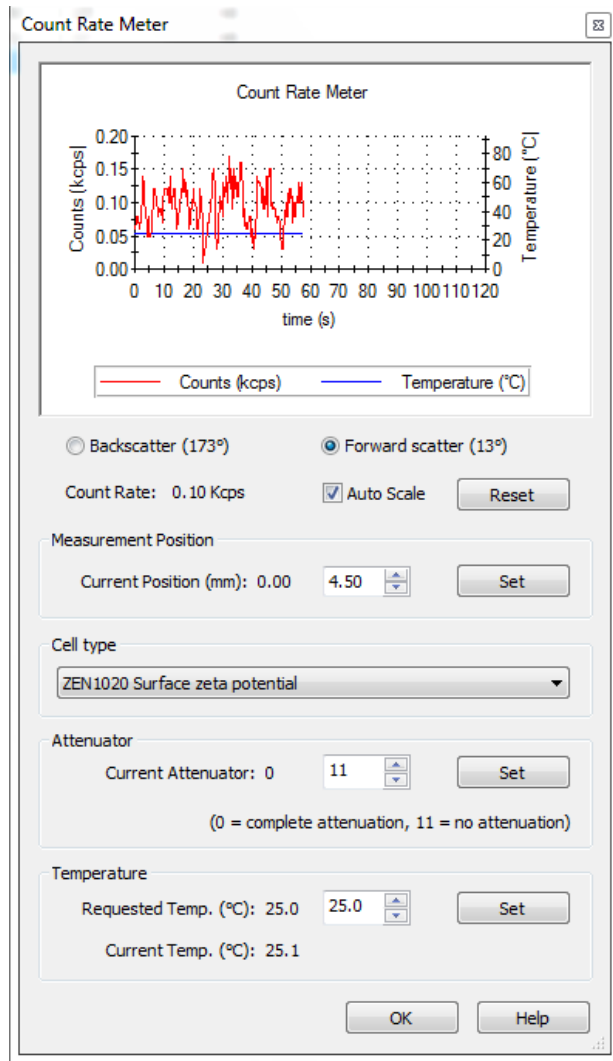 Count Rate Meter
Count Rate Meter
Counts (kcps)
0.20
0.15
0.10
0.05
0.00
80
60
40
20
0
Temperature (°C)
0 10 20 30 40 50 60 70 80 90 100 110 120
time (s)
Counts (kcps) Temperature (°C)
Backscatter (173°) Forward scatter (13°)
Count Rate: 0.10 Kcps Auto Scale Reset
Measurement Position
Current Position (mm): 0.00 4.50 Set
Cell type
ZEN1020 Surface zeta potential
Attenuator
Current Attenuator: 0 11 Set
(0 = complete attenuation, 11 = no attenuation)
Temperature
Requested Temp. (°C): 25.0 25.0 Set
Current Temp. (°C): 25.1
OK Help